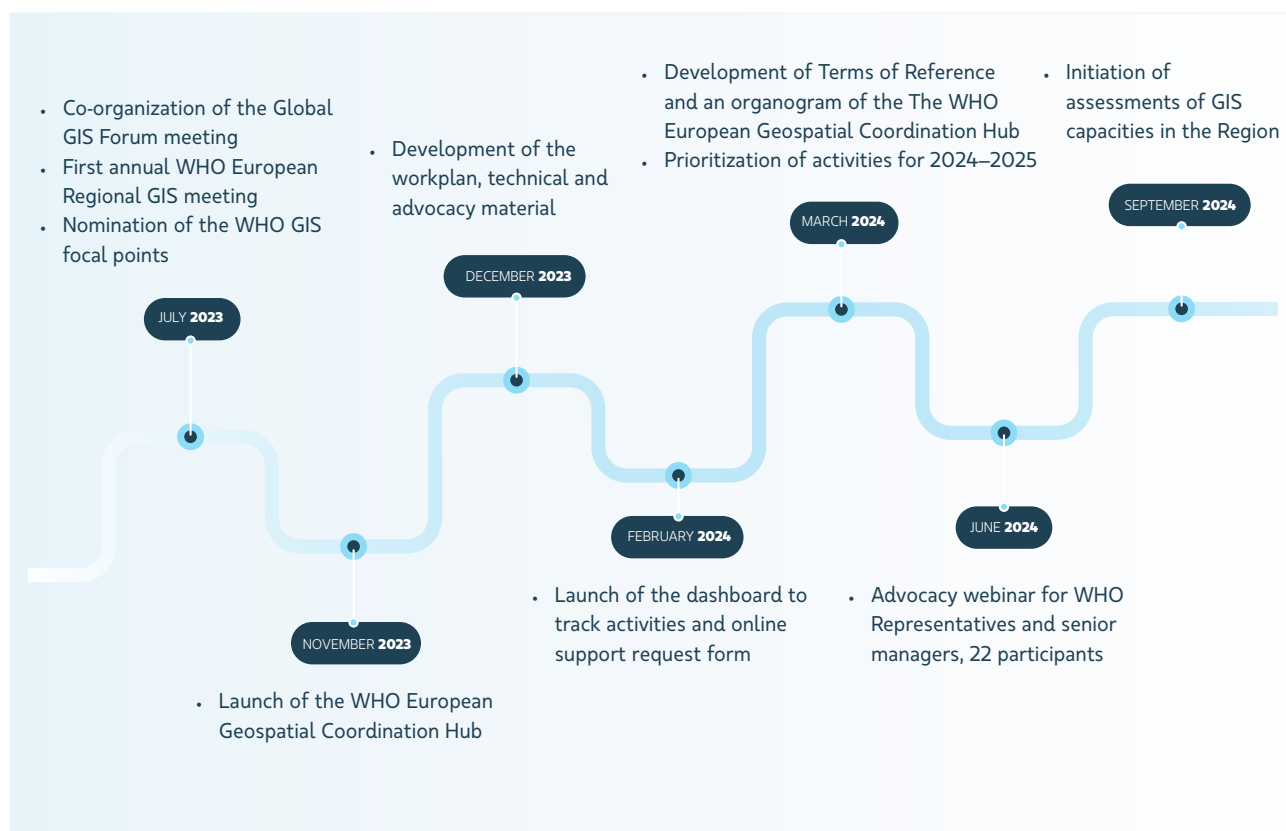 • Co-organization of the Global
GIS Forum meeting
• First annual WHO European
Regional GIS meeting
• Nomination of the WHO GIS
focal points
JULY 2023
• Launch of the WHO European
Geospatial Coordination Hub
NOVEMBER 2023
• Development of the
workplan, technical and
advocacy material
DECEMBER 2023
FEBRUARY 2024
• Launch of the dashboard to
track activities and online
support request form
• Development of Terms of Reference
and an organogram of the The WHO
European Geospatial Coordination Hub
• Prioritization of activities for 2024–2025
MARCH 2024
JUNE 2024
• Advocacy webinar for WHO
Representatives and senior
managers, 22 participants
• Initiation of
assessments of GIS
capacities in the Region
SEPTEMBER 2024